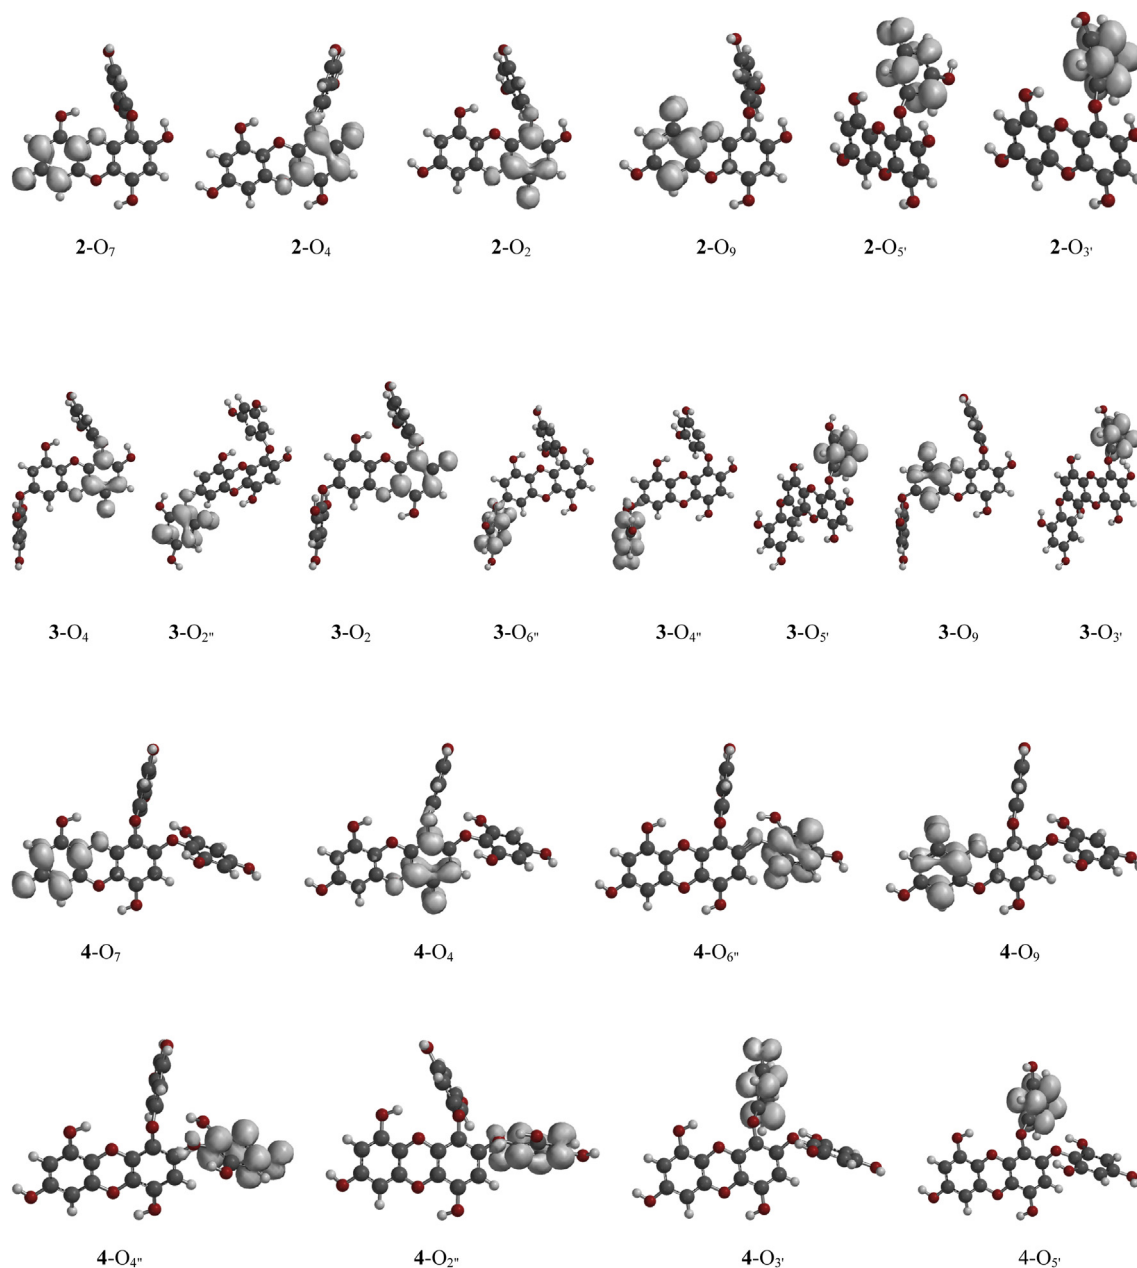 2-O₇ 2-O₄ 2-O₂ 2-O₉ 2-O₅' 2-O₃'
3-O₄ 3-O₂" 3-O₂ 3-O₆" 3-O₄" 3-O₅' 3-O₉ 3-O₃'
4-O₇ 4-O₄ 4-O₆" 4-O₉
4-O₄" 4-O₂" 4-O₃' 4-O₅'